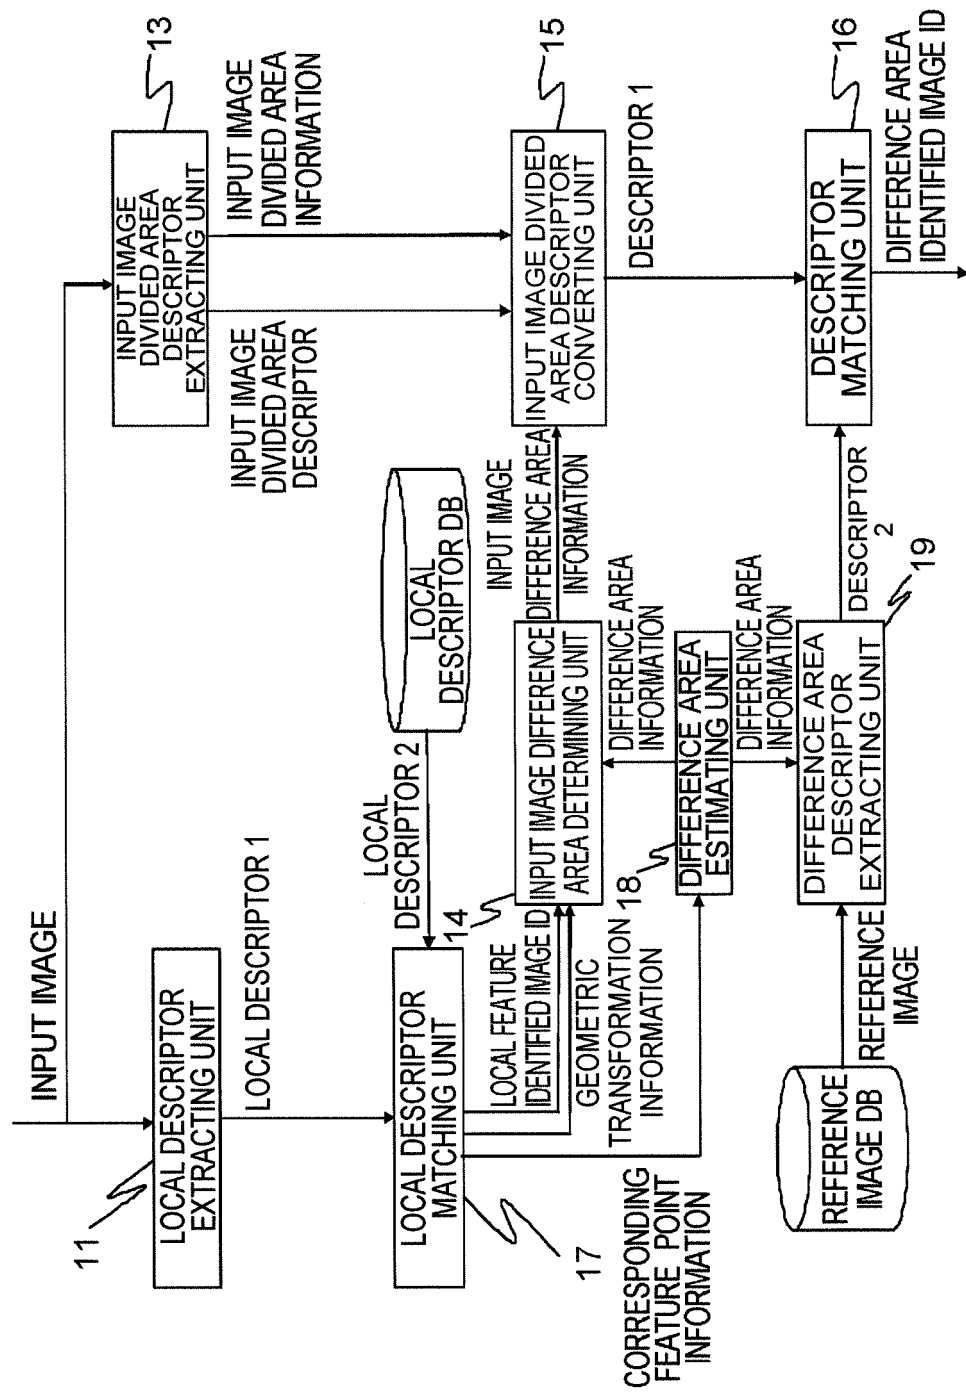 INPUT IMAGE
11
LOCAL DESCRIPTOR
EXTRACTING UNIT
LOCAL DESCRIPTOR 1
INPUT IMAGE
DIVIDED AREA
DESCRIPTOR
EXTRACTING UNIT
13
INPUT IMAGE
DIVIDED AREA
DESCRIPTOR
INPUT IMAGE
DIVIDED AREA
INFORMATION
LOCAL
DESCRIPTOR DB
LOCAL
DESCRIPTOR 2
LOCAL DESCRIPTOR
MATCHING UNIT
17
LOCAL FEATURE
IDENTIFIED IMAGE ID
GEOMETRIC
TRANSFORMATION
INFORMATION
CORRESPONDING
FEATURE POINT
INFORMATION
14
INPUT IMAGE DIFFERENCE
AREA DETERMINING UNIT
INPUT IMAGE
DIFFERENCE AREA
INFORMATION
INPUT IMAGE DIVIDED
AREA DESCRIPTOR
CONVERTING UNIT
15
DESCRIPTOR 1
DIFFERENCE AREA
INFORMATION
18
DIFFERENCE AREA
ESTIMATING UNIT
DIFFERENCE AREA
INFORMATION
REFERENCE
IMAGE DB
REFERENCE
IMAGE
DIFFERENCE AREA
DESCRIPTOR
EXTRACTING UNIT
19
DESCRIPTOR
2
DESCRIPTOR
MATCHING UNIT
16
DIFFERENCE AREA
IDENTIFIED IMAGE ID